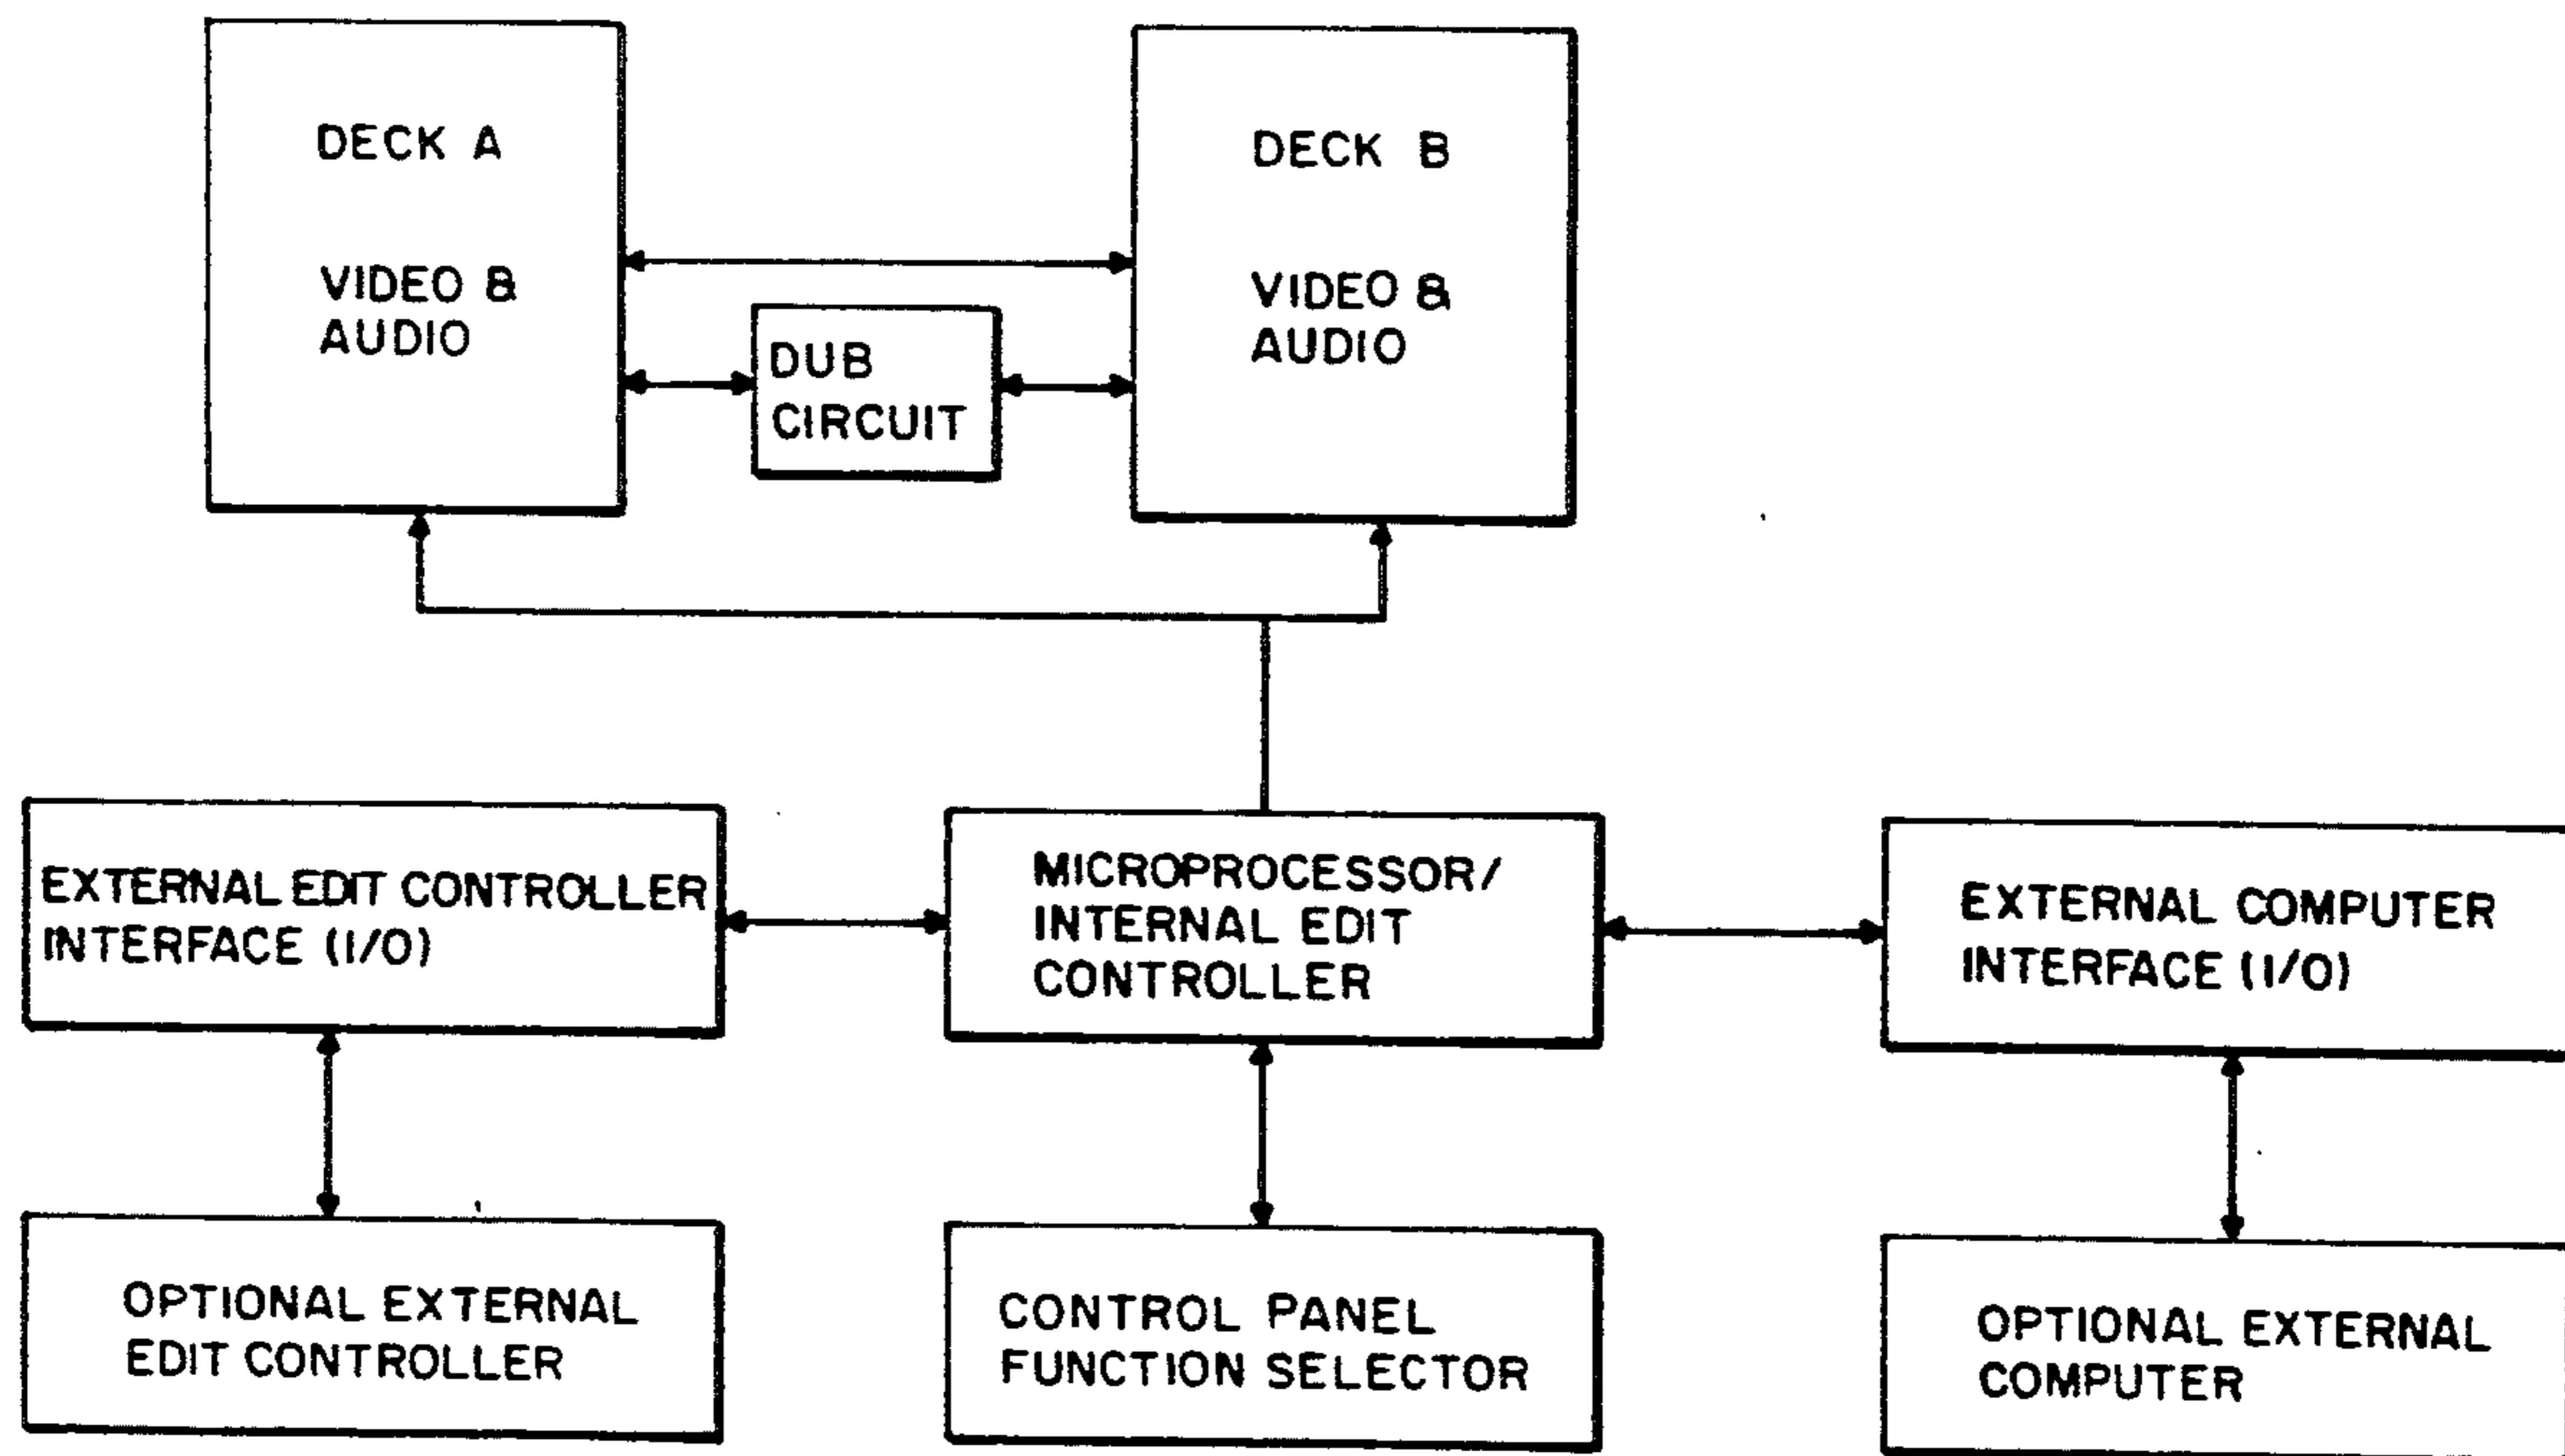 DECK A
VIDEO &
AUDIO
DECK B
VIDEO &
AUDIO
DUB
CIRCUIT
EXTERNAL EDIT CONTROLLER
INTERFACE (I/O)
MICROPROCESSOR/
INTERNAL EDIT
CONTROLLER
EXTERNAL COMPUTER
INTERFACE (I/O)
OPTIONAL EXTERNAL
EDIT CONTROLLER
CONTROL PANEL
FUNCTION SELECTOR
OPTIONAL EXTERNAL
COMPUTER